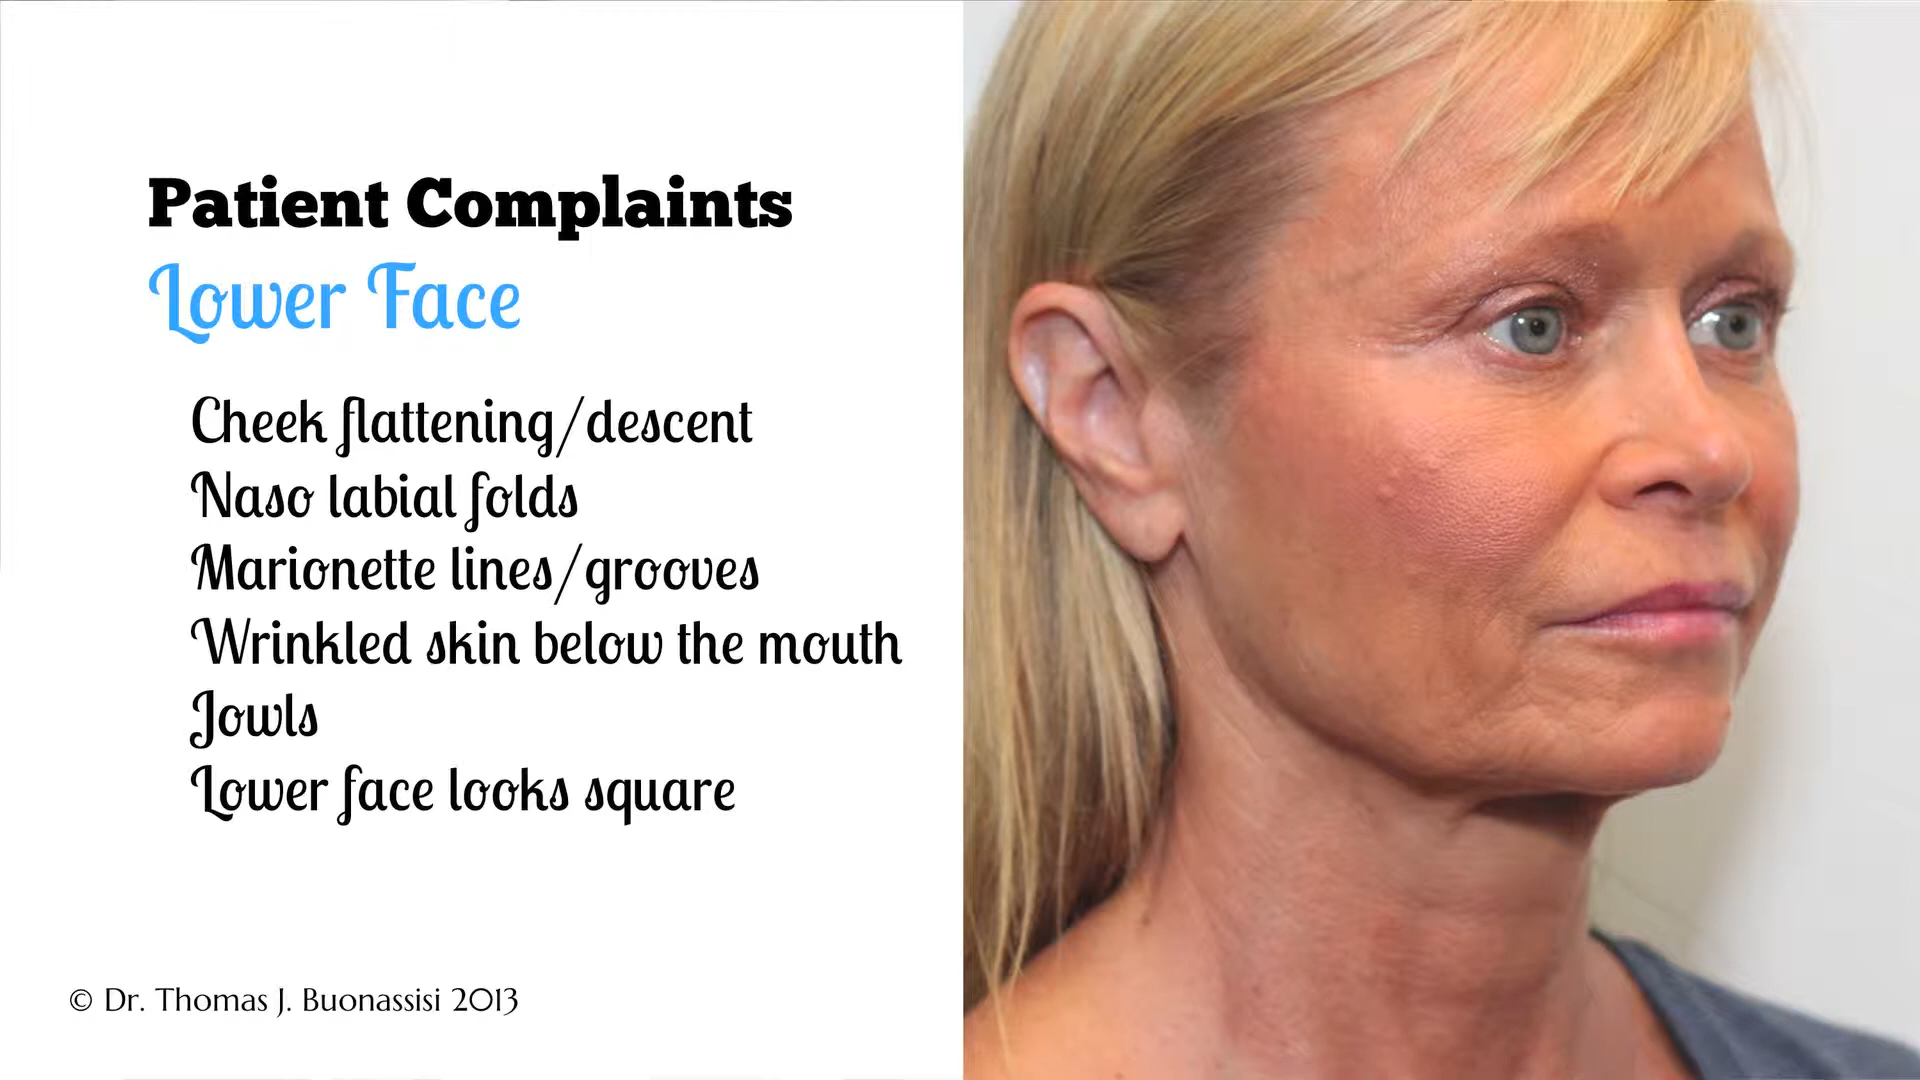 Patient Complaints
Lower Face
Cheek flattening/descent
Naso labial folds
Marionette lines/grooves
Wrinkled skin below the mouth
Jowls
Lower face looks square
© Dr. Thomas J. Buonassisi 2013